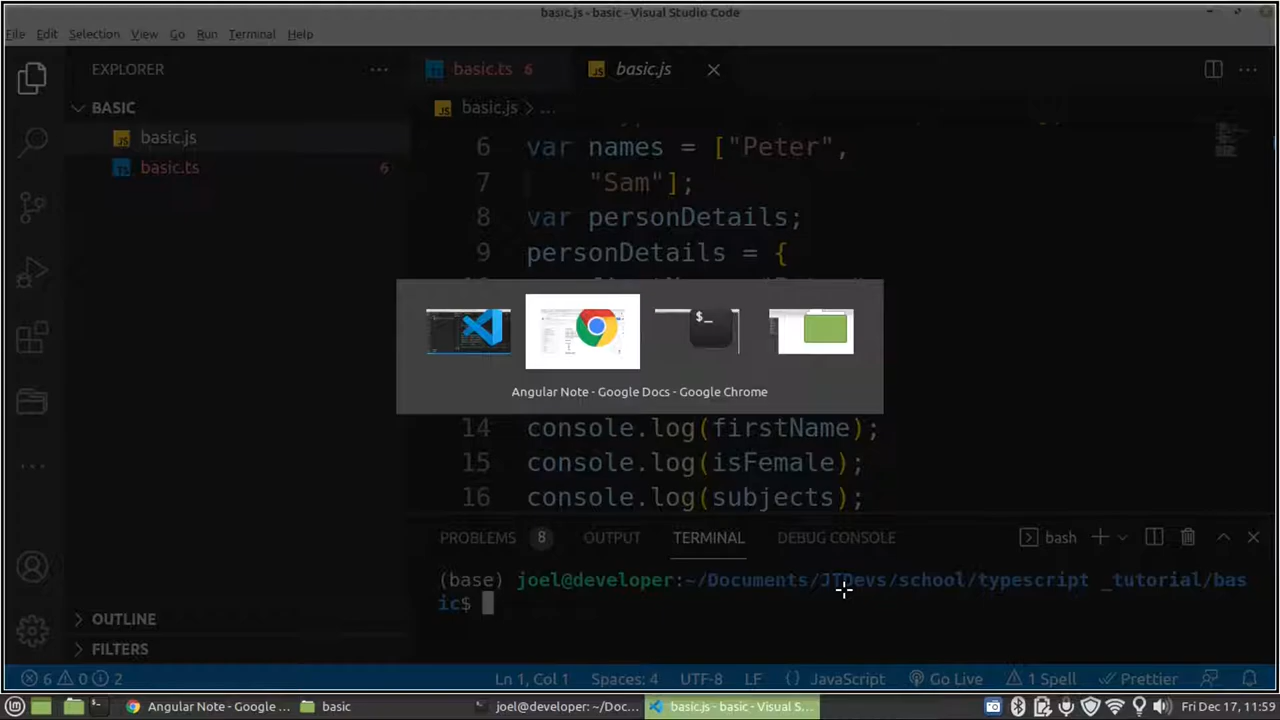 basic.js - basic - Visual Studio Code
File Edit Selection View Go Run Terminal Help
EXPLORER
basic.ts 6 basic.js
BASIC
basic.js > ...
basic.js
basic.ts 6
6 var names = ["Peter",
7 "Sam"];
8 var personDetails;
9 personDetails = {
Angular Note - Google Docs - Google Chrome
14 console.log(firstName);
15 console.log(isFemale);
16 console.log(subjects);
PROBLEMS 8 OUTPUT TERMINAL DEBUG CONSOLE bash
(base) joel@developer:~/Documents/JTDevs/school/typescript _tutorial/bas
ic$
OUTLINE
FILTERS
6 0 2 Ln 1, Col 1 Spaces: 4 UTF-8 LF {} JavaScript Go Live 1 Spell Prettier
Angular Note - Google ... basic joel@developer: ~/Doc... basic.js - basic - Visual S... Fri Dec 17, 11:59